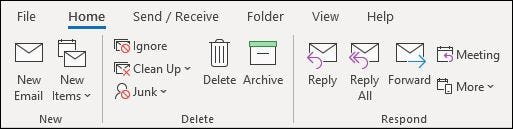 File Home Send / Receive Folder View Help
New Email
New Items
Ignore
Clean Up
Junk
Delete
Archive
Reply
Reply All
Forward
Meeting
More
New Delete Respond